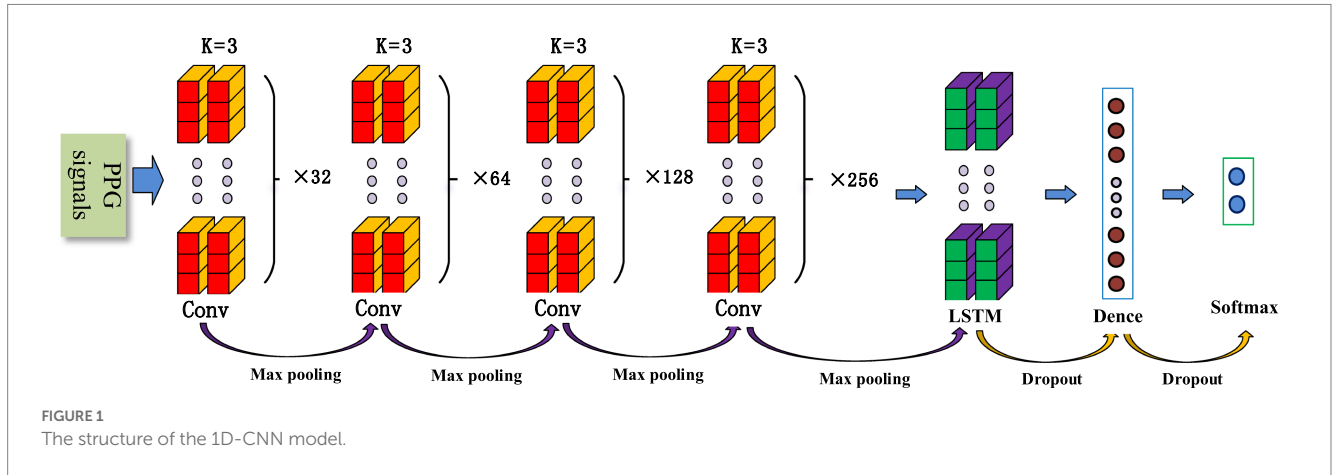 K=3
K=3
K=3
K=3
PPG
signals
×32
×64
×128
×256
Conv
Conv
Conv
Conv
LSTM
Dence
Softmax
Max pooling
Max pooling
Max pooling
Max pooling
Dropout
Dropout
FIGURE 1
The structure of the 1D-CNN model.